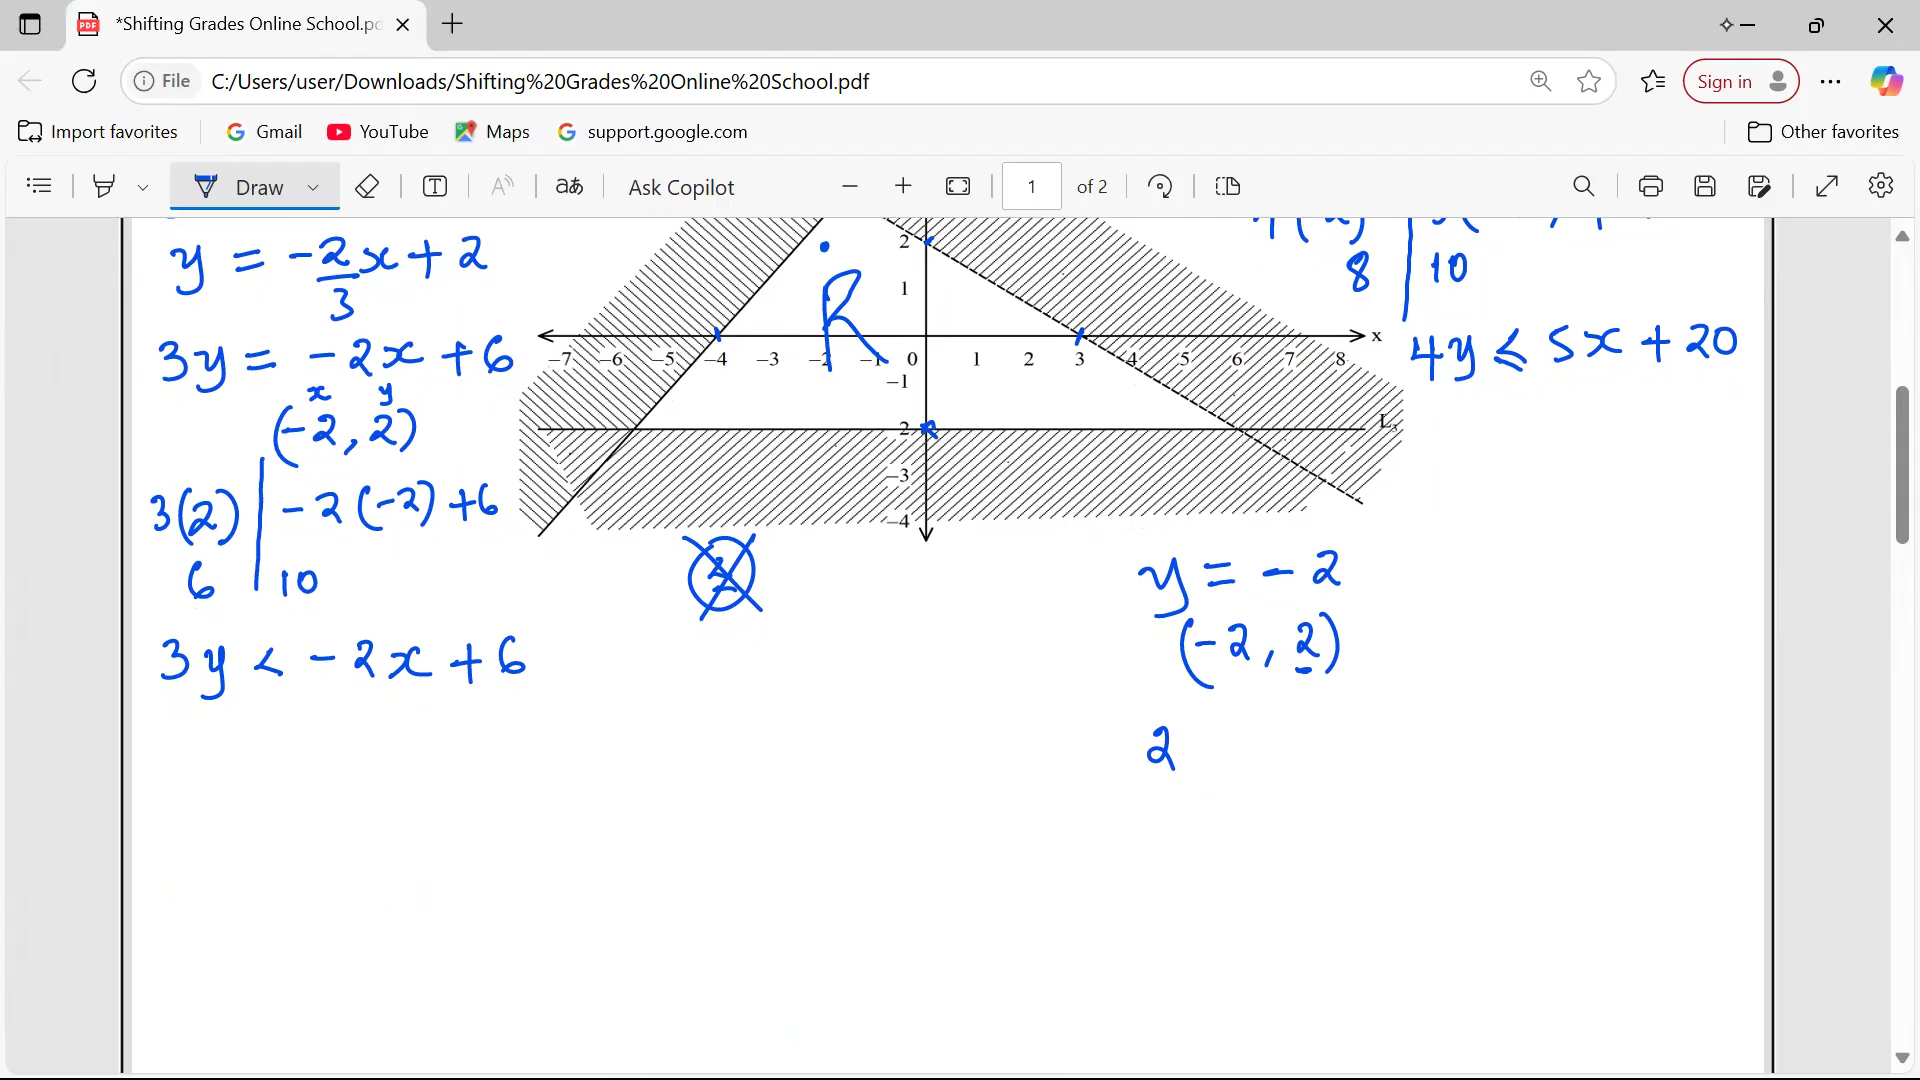 *Shifting Grades Online School.pd
File C:/Users/user/Downloads/Shifting%20Grades%20Online%20School.pdf Sign in
Import favorites Gmail YouTube Maps support.google.com Other favorites
Draw aあ Ask Copilot 1 of 2
y = -2/3 x + 2
3y = -2x + 6
x y
(-2, 2)
3(2) | -2(-2) + 6
6 | 10
3y < -2x + 6
2
1
-7 -6 -5 -4 -3 -2 -1 0 1 2 3 4 5 6 7 8 x
-1
-2 L3
-3
-4
R
8 | 10
4y ≤ 5x + 20
y = -2
(-2, 2)
2